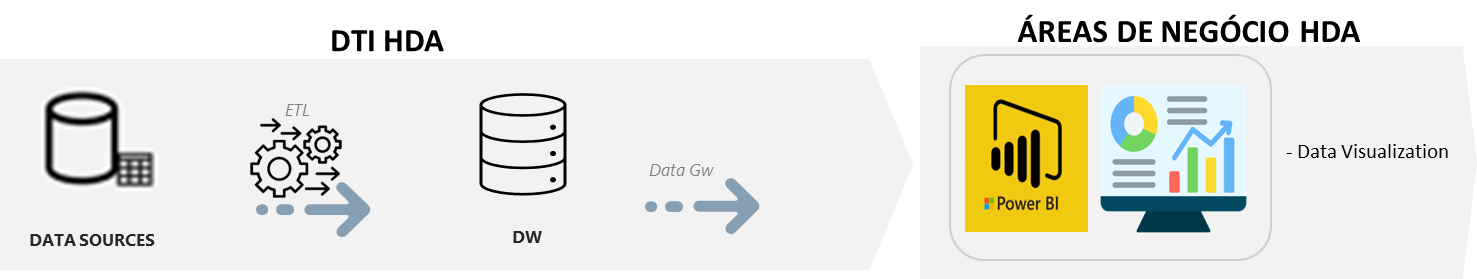 DTI HDA
ETL
Data Gw
DATA SOURCES
DW
ÁREAS DE NEGÓCIO HDA
Power BI
- Data Visualization